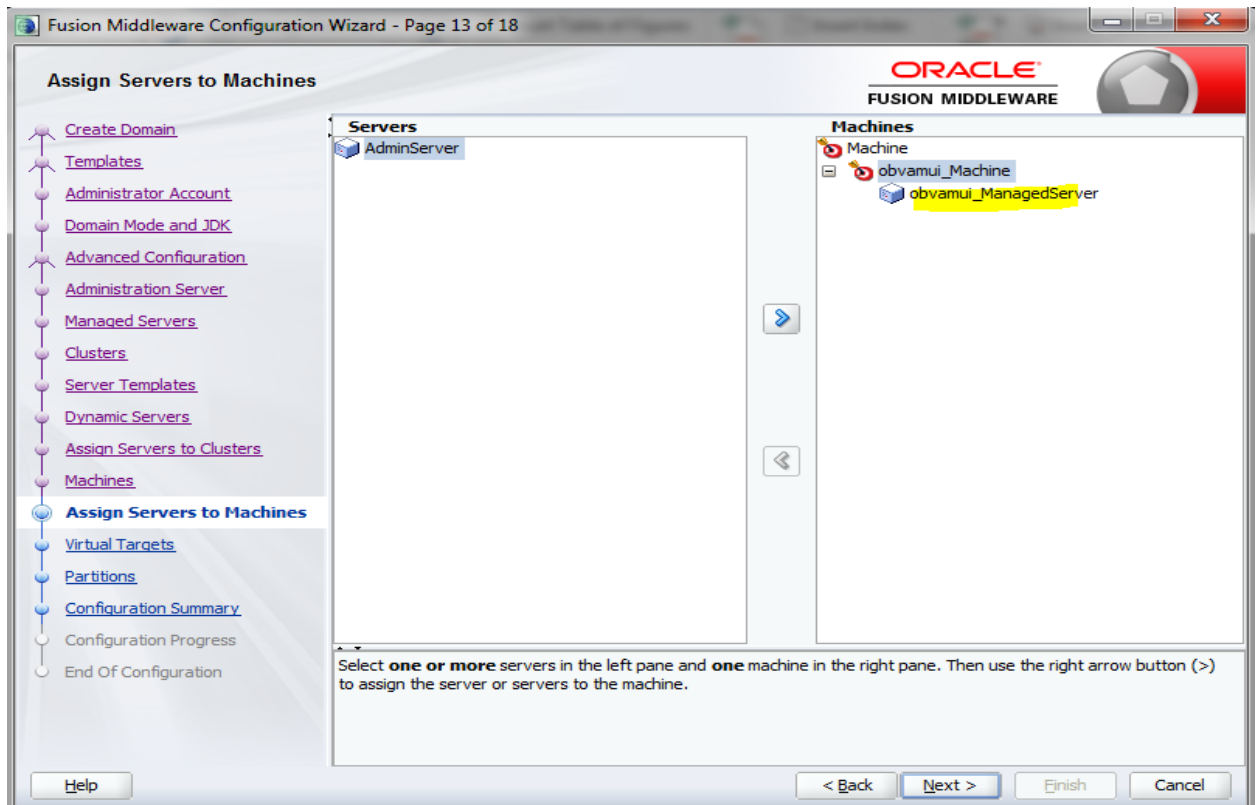 Fusion Middleware Configuration Wizard - Page 13 of 18
Assign Servers to Machines
ORACLE®
FUSION MIDDLEWARE
Create Domain
Templates
Administrator Account
Domain Mode and JDK
Advanced Configuration
Administration Server
Managed Servers
Clusters
Server Templates
Dynamic Servers
Assign Servers to Clusters
Machines
Assign Servers to Machines
Virtual Targets
Partitions
Configuration Summary
Configuration Progress
End Of Configuration
Servers
AdminServer
Machines
Machine
obvamui_Machine
obvamui_ManagedServer
Select one or more servers in the left pane and one machine in the right pane. Then use the right arrow button (>)
to assign the server or servers to the machine.
Help
< Back
Next >
Finish
Cancel